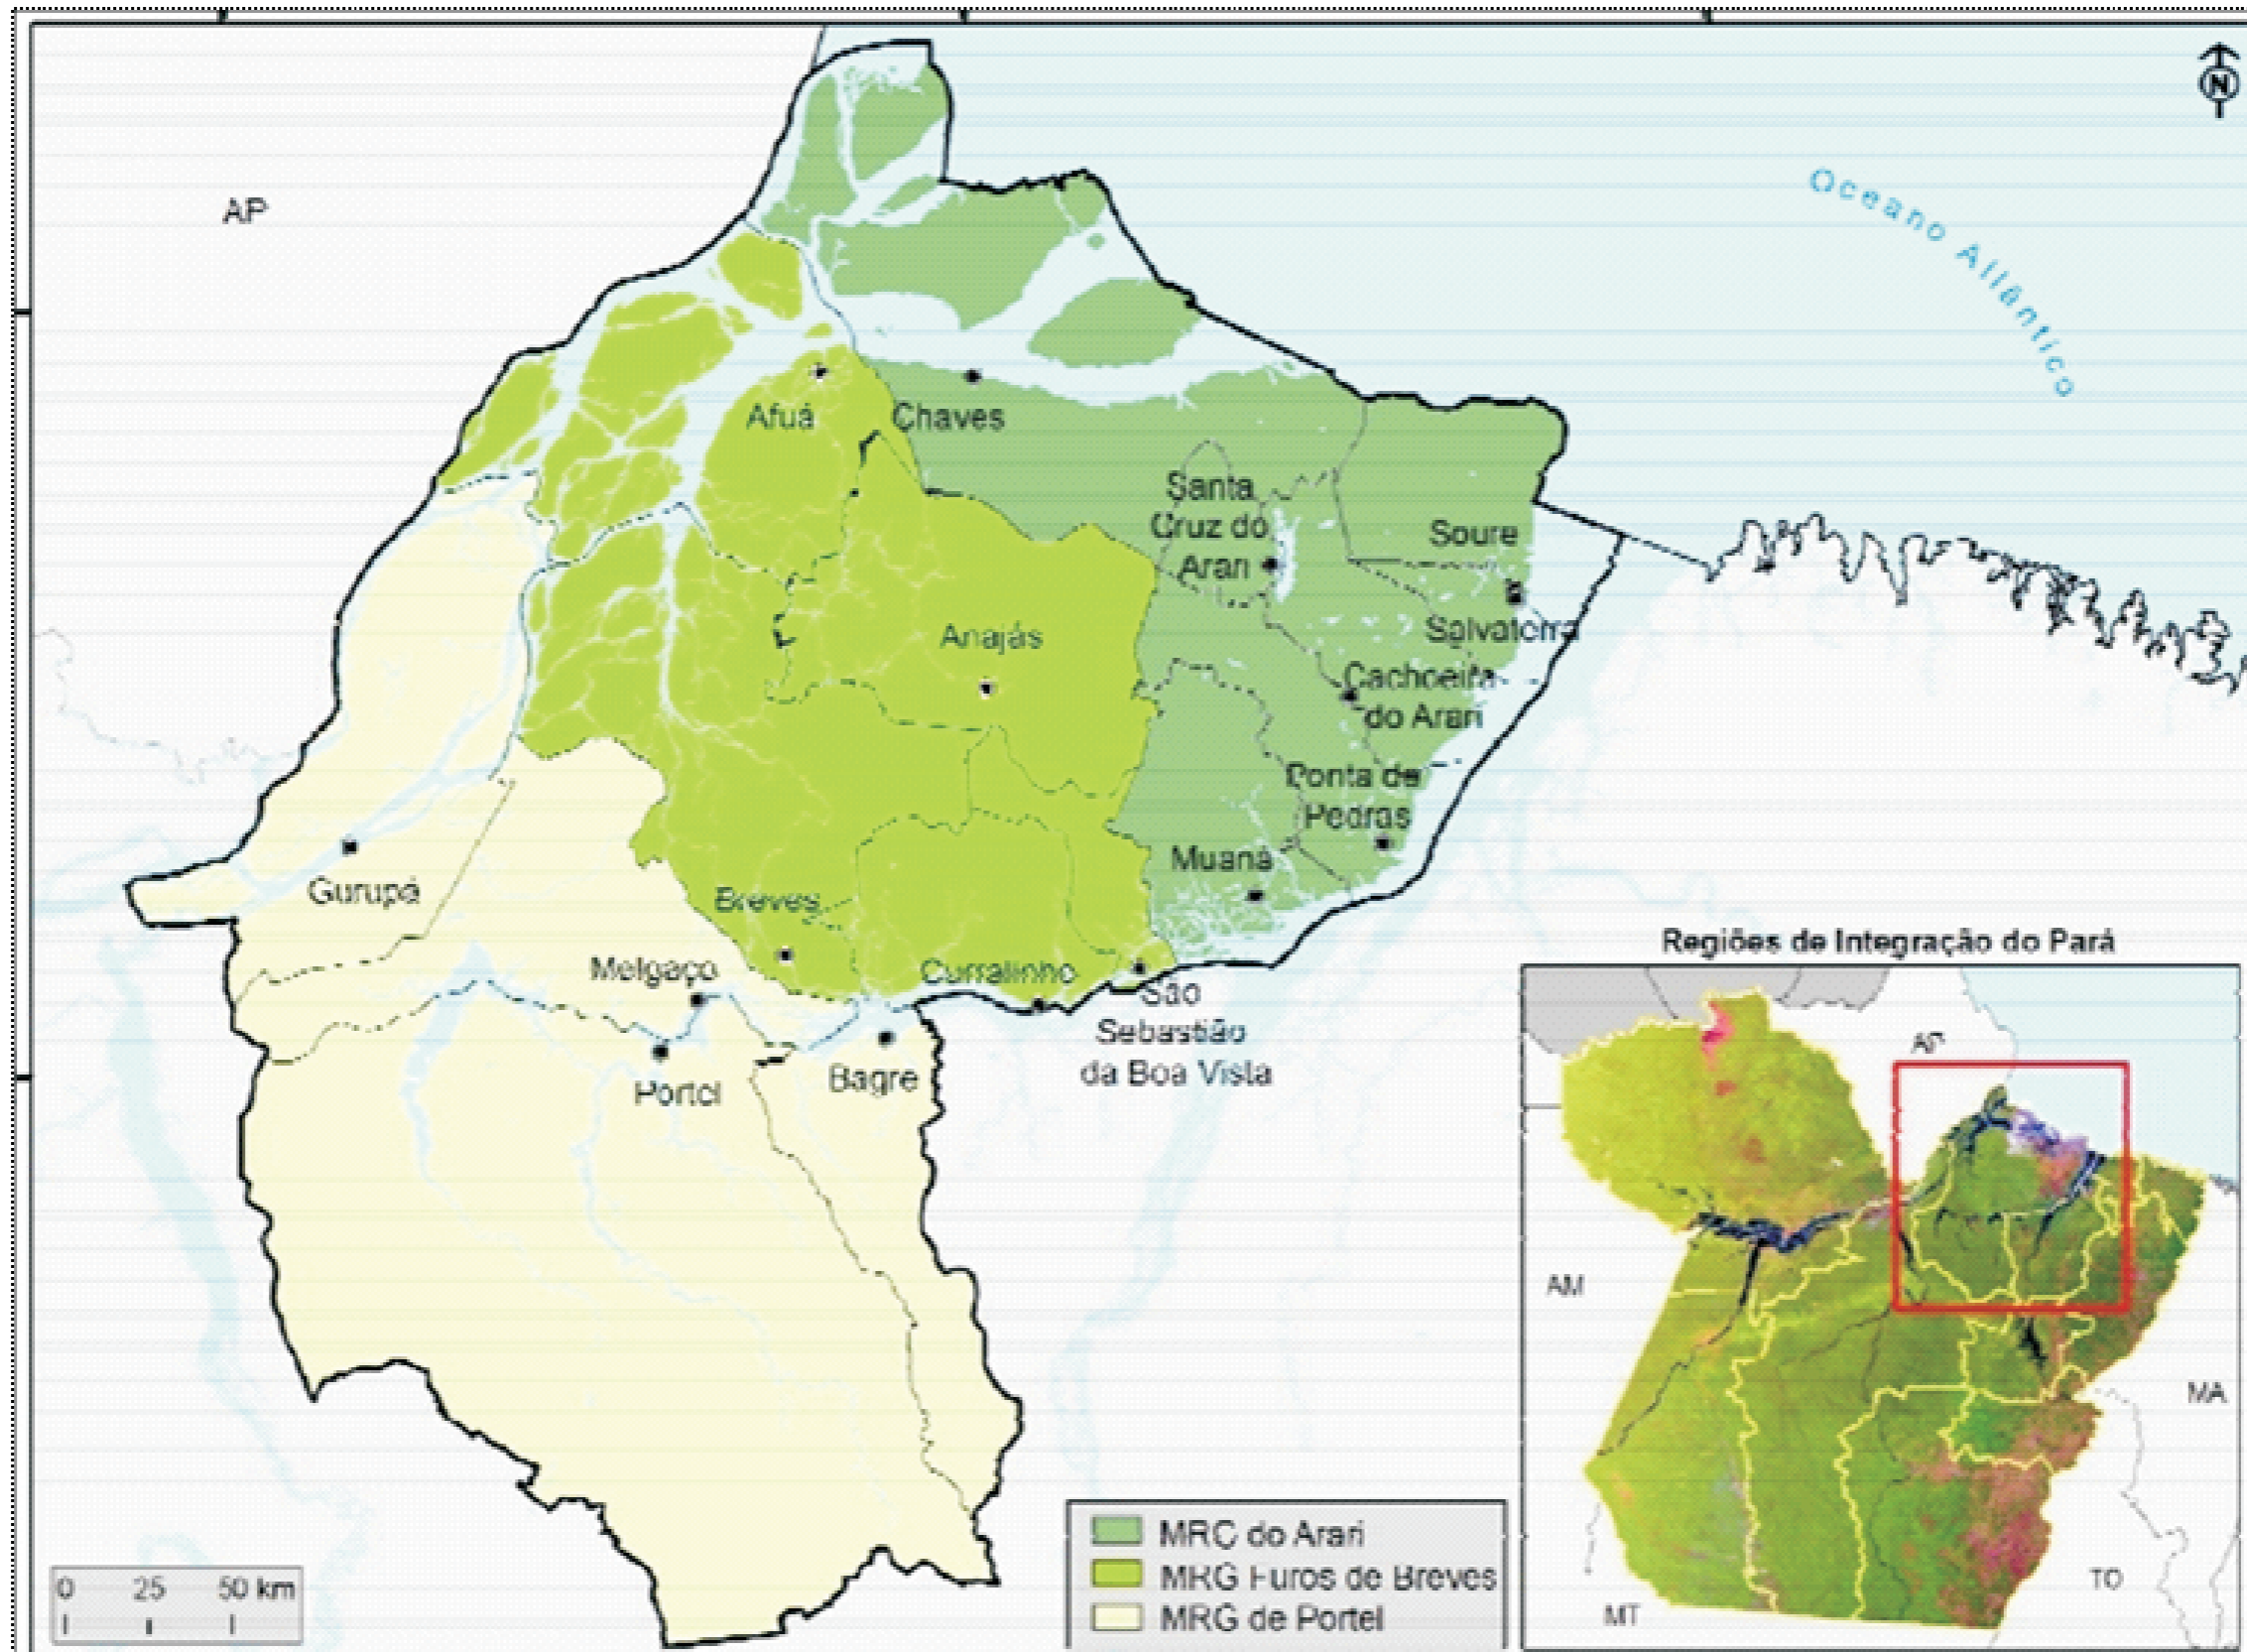 AP
N
Oceano Atlântico
Afuá
Chaves
Santa
Cruz do
Arari
Soure
Salvaterra
Anajás
Cachoeira
do Arari
Ponta de
Pedras
Muaná
Gurupá
Breves
Melgaço
Curralinho
São
Sebastião
da Boa Vista
Portel
Bagre
Regiões de Integração do Pará
AP
AM
MA
TO
MT
MRG do Arari
MRG Furos de Breves
MRG de Portel
0 25 50 km